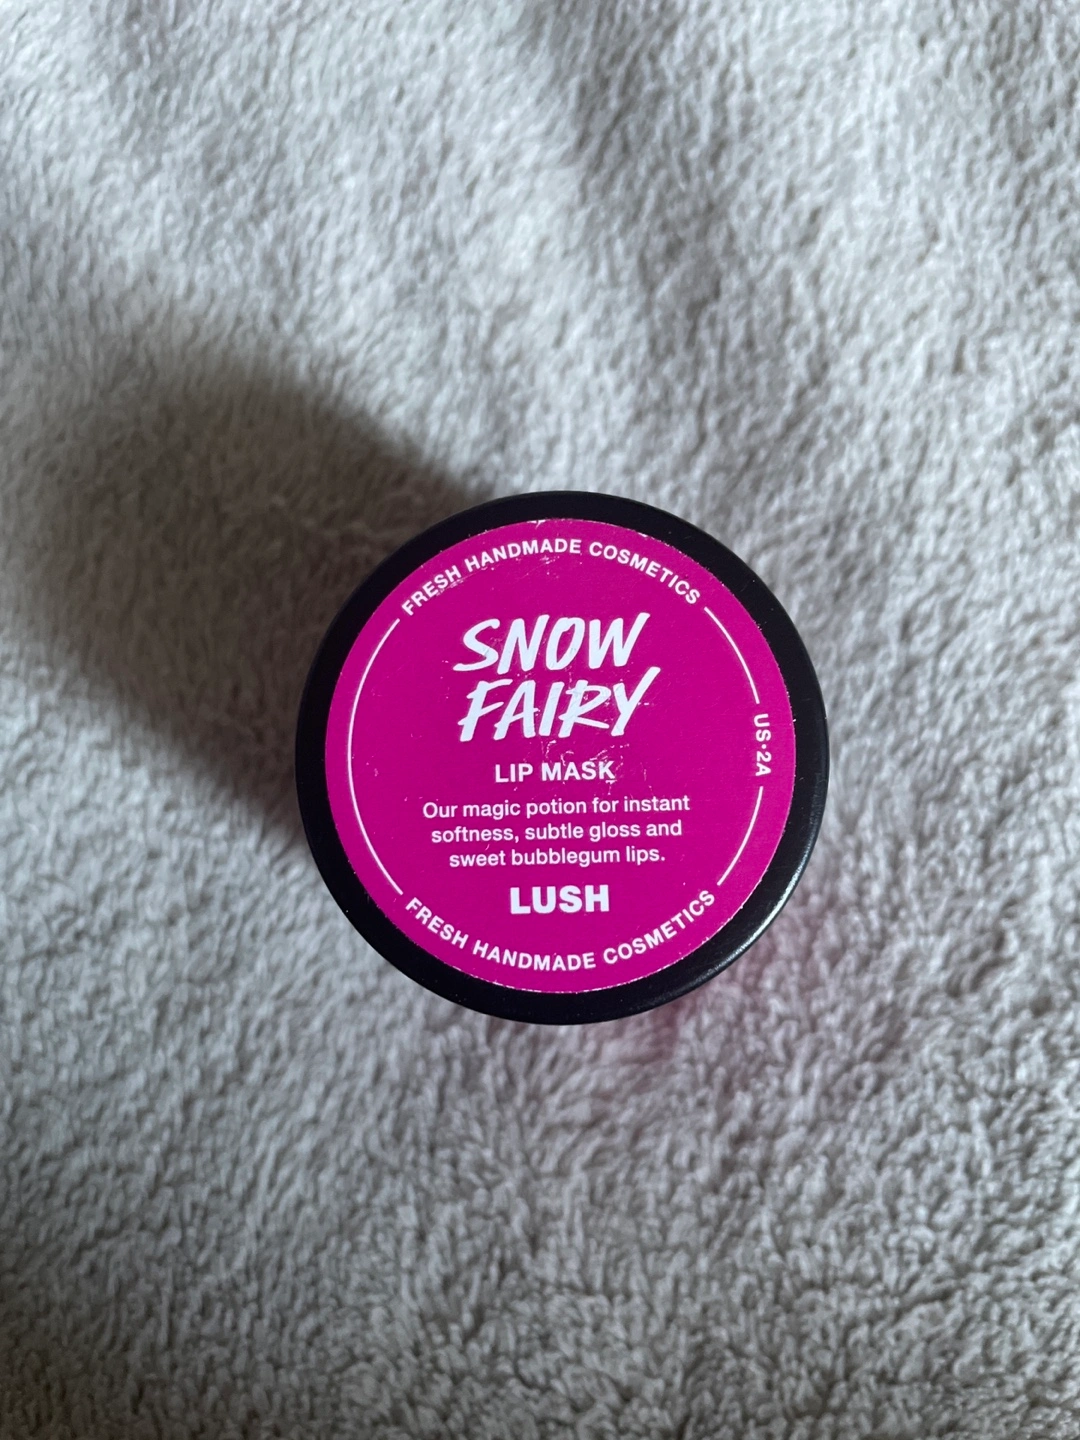 FRESH HANDMADE COSMETICS
SNOW
FAIRY
US•2A
LIP MASK
Our magic potion for instant
softness, subtle gloss and
sweet bubblegum lips.
LUSH
FRESH HANDMADE COSMETICS